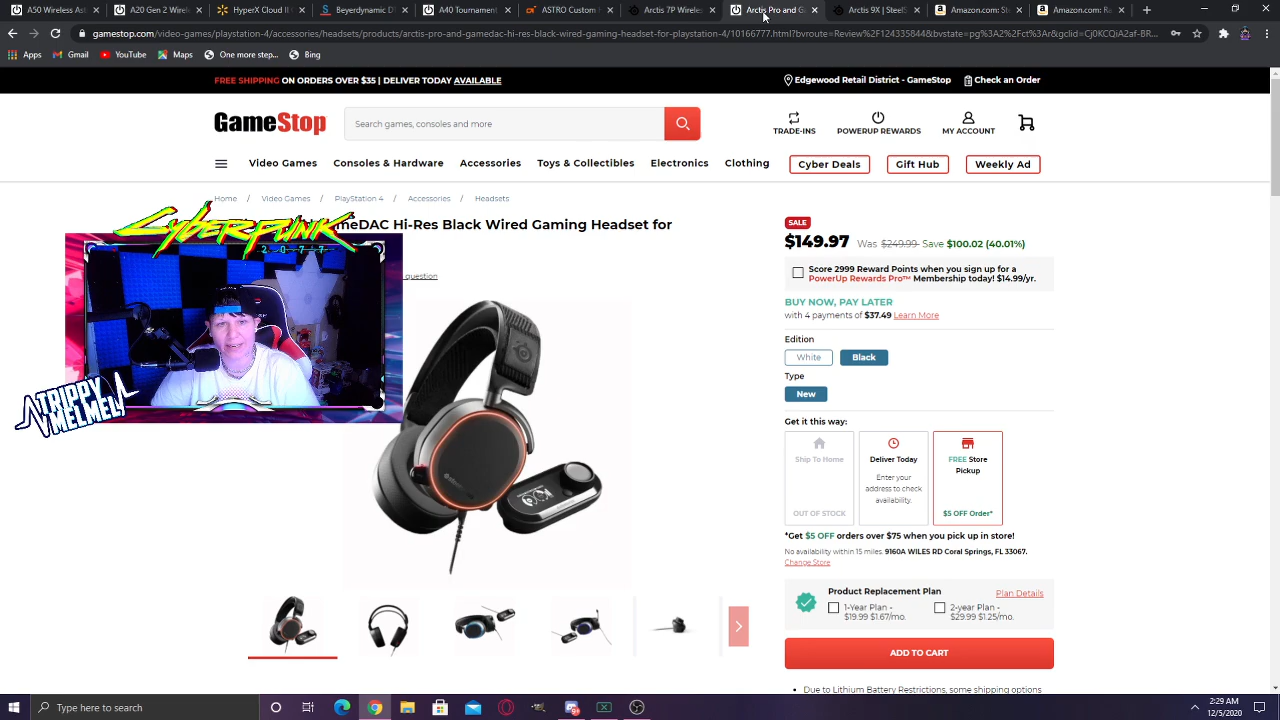 A50 Wireless
A20 Gen 2 Wirele
HyperX Cloud II
Beyerdynamic D
A40 Tournament
ASTRO Custom
Arctis 7P Wireles
Arctis Pro and G
Arctis 9X | SteelS
Amazon.com: Ste
Amazon.com: Ra
gamestop.com/video-games/playstation-4/accessories/headsets/products/arctis-pro-and-gamedac-hi-res-black-wired-gaming-headset-for-playstation-4/10166777.html
Apps
Gmail
YouTube
Maps
One more step...
Bing
FREE SHIPPING ON ORDERS OVER $35 | DELIVER TODAY AVAILABLE
Edgewood Retail District - GameStop
Check an Order
GameStop
Search games, consoles and more
TRADE-INS
POWERUP REWARDS
MY ACCOUNT
Video Games
Consoles & Hardware
Accessories
Toys & Collectibles
Electronics
Clothing
Cyber Deals
Gift Hub
Weekly Ad
Home / Video Games / PlayStation 4 / Accessories / Headsets
meDAC Hi-Res Black Wired Gaming Headset for
question
CYBERPUNK
2077
TRIPPY
MELMEL
SALE
$149.97 Was $249.99 Save $100.02 (40.01%)
Score 2999 Reward Points when you sign up for a
PowerUp Rewards Pro™ Membership today! $14.99/yr.
BUY NOW, PAY LATER
with 4 payments of $37.49 Learn More
Edition
White
Black
Type
New
Get it this way:
Ship To Home
OUT OF STOCK
Deliver Today
Enter your
address to check
availability.
FREE Store
Pickup
$5 OFF Order*
*Get $5 OFF orders over $75 when you pick up in store!
No availability within 15 miles. 9160A WILES RD Coral Springs, FL 33067.
Change Store
Product Replacement Plan
Plan Details
1-Year Plan -
$19.99 $1.67/mo.
2-year Plan -
$29.99 $1.25/mo.
ADD TO CART
• Due to Lithium Battery Restrictions, some shipping options
Type here to search
2:29 AM
12/5/2020